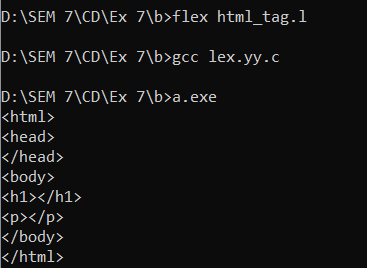 D:\SEM 7\CD\Ex 7\b>flex html_tag.l
D:\SEM 7\CD\Ex 7\b>gcc lex.yy.c
D:\SEM 7\CD\Ex 7\b>a.exe
<html>
<head>
</head>
<body>
<h1></h1>
<p></p>
</body>
</html>